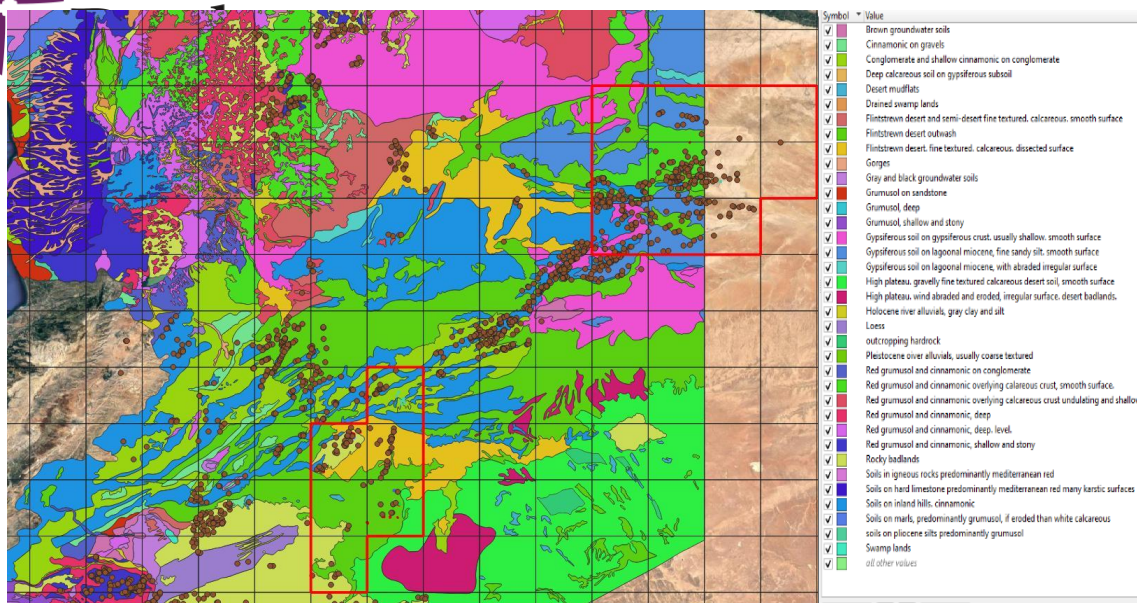 Symbol Value
Brown groundwater soils
Cinnamonic on gravels
Conglomerate and shallow cinnamonic on conglomerate
Deep calcareous soil on gypsiferous subsoil
Desert mudflats
Drained swamp lands
Flintstrewn desert and semi-desert fine textured. calcareous. smooth surface
Flintstrewn desert outwash
Flintstrewn desert. fine textured. calcareous. dissected surface
Gorges
Gray and black groundwater soils
Grumusol on sandstone
Grumusol, deep
Grumusol, shallow and stony
Gypsiferous soil on gypsiferous crust. usually shallow. smooth surface
Gypsiferous soil on lagoonal miocene, fine sandy silt. smooth surface
Gypsiferous soil on lagoonal miocene, with abraded irregular surface
High plateau. gravelly fine textured calcareous desert soil, smooth surface
High plateau. wind abraded and eroded, irregular surface. desert badlands.
Holocene river alluvials, gray clay and silt
Loess
outcropping hardrock
Pleistocene oiver alluvials, usually coarse textured
Red grumusol and cinnamonic on conglomerate
Red grumusol and cinnamonic overlying calareous crust, smooth surface.
Red grumusol and cinnamonic overlying calcareous crust undulating and shallow
Red grumusol and cinnamonic, deep
Red grumusol and cinnamonic, deep. level.
Red grumusol and cinnamonic, shallow and stony
Rocky badlands
Soils in igneous rocks predominantly mediterranean red
Soils on hard limestone predominantly mediterranean red many karstic surfaces
Soils on inland hills. cinnamonic
Soils on marls, predominantly grumusol, if eroded than white calcareous
soils on pliocene silts predominantly grumusol
Swamp lands
all other values